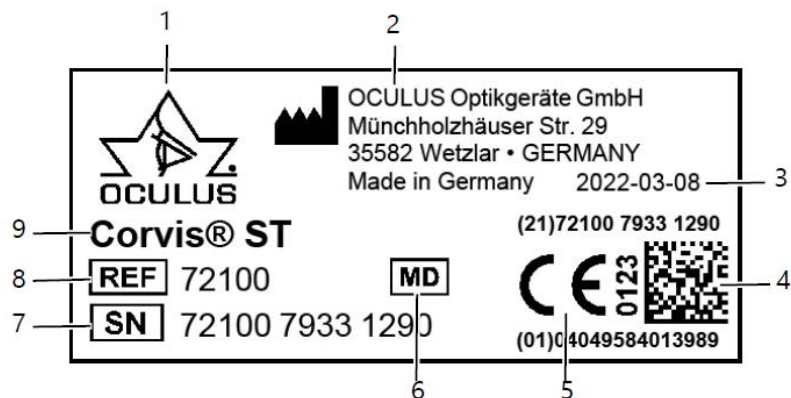 1
2
OCULUS
OCULUS Optikgeräte GmbH
Münchholzhäuser Str. 29
35582 Wetzlar • GERMANY
Made in Germany 2022-03-08
3
9
Corvis® ST
(21)72100 7933 1290
8
REF 72100
MD
CE 0123
4
7
SN 72100 7933 1290
(01)04049584013989
6
5